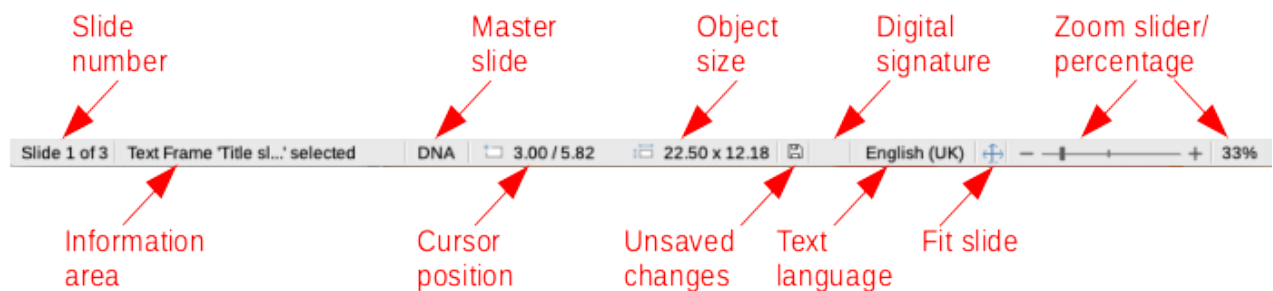 Slide
number
Master
slide
Object
size
Digital
signature
Zoom slider/
percentage
Slide 1 of 3 Text Frame 'Title sl...' selected DNA 3.00 / 5.82 22.50 x 12.18 English (UK) 33%
Information
area
Cursor
position
Unsaved
changes
Text
language
Fit slide